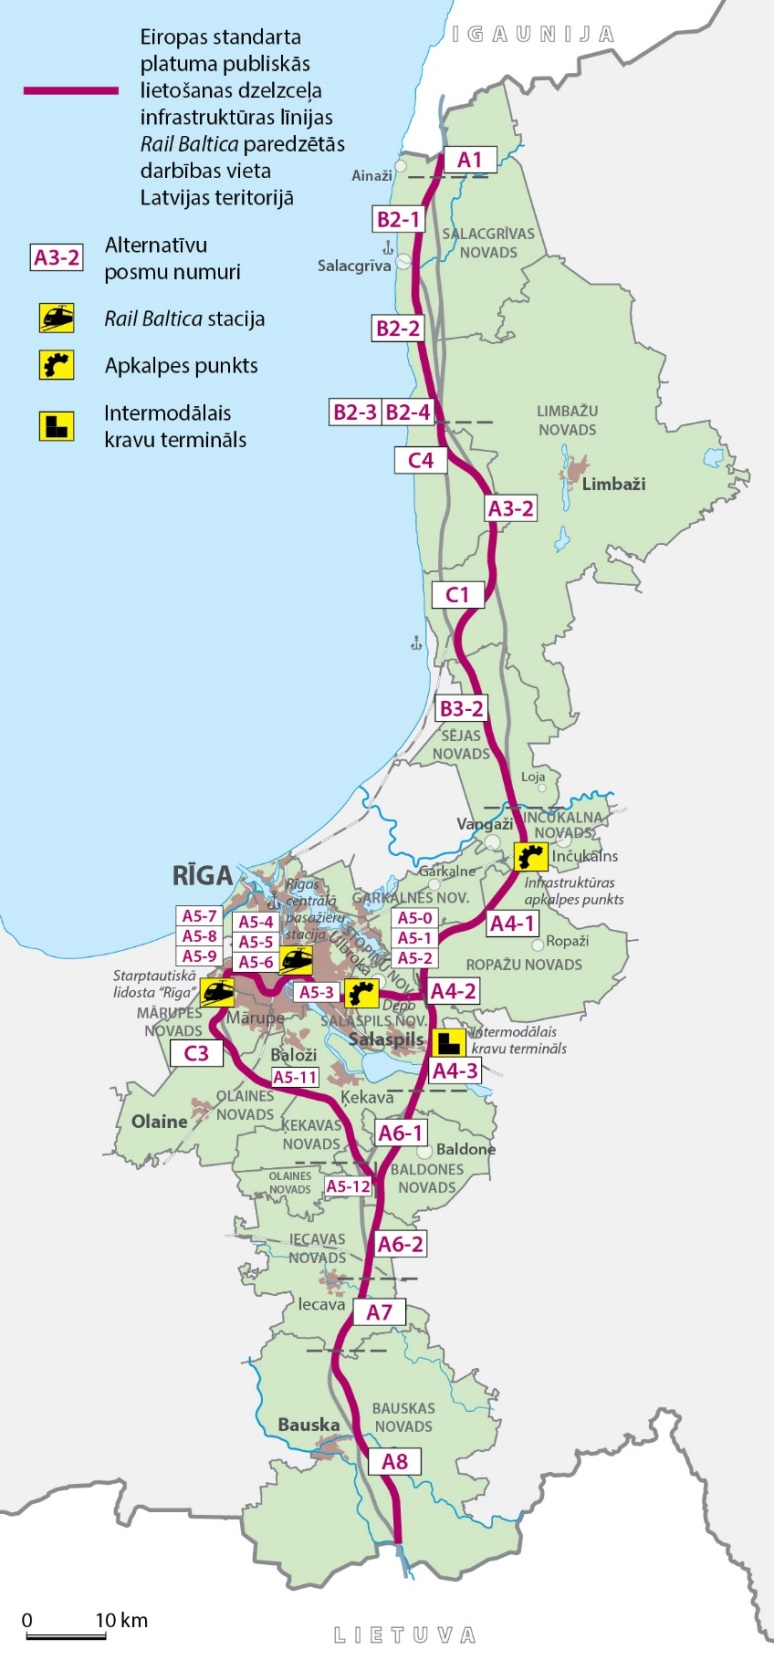 IGAUNIJA
Eiropas standarta
platuma publiskās
lietošanas dzelzceļa
infrastruktūras līnijas
Rail Baltica paredzētās
darbības vieta
Latvijas teritorijā
A3-2
Alternatīvu
posmu numuri
Rail Baltica stacija
Apkalpes punkts
Intermodālais
kravu termināls
A1
Ainaži
B2-1
SALACGRĪVAS
NOVADS
Salacgrīva
B2-2
B2-3 B2-4
LIMBAŽU
NOVADS
C4
Limbaži
A3-2
C1
B3-2
SĒJAS
NOVADS
Loja
Vangaži
INČUKALNA
NOVADS
Inčukalns
RĪGA
Garkalne
Infrastruktūras
apkalpes punkts
Rīgas
centrālā
pasažieru
stacija
GARKALNES NOV.
A5-7
A5-8
A5-9
A5-4
A5-5
A5-6
A5-0
A5-1
A5-2
A4-1
STOPIŅU NOV.
Ulbroka
Ropaži
ROPAŽU NOVADS
Starptautiskā
lidosta “Rīga”
A5-3
Depo
A4-2
MĀRUPES
NOVADS
Mārupe
SALASPILS NOV.
Salaspils
Intermodālais
kravu termināls
C3
Baloži
A4-3
A5-11
Ķekava
OLAINES
NOVADS
Olaine
ĶEKAVAS
NOVADS
A6-1
Baldone
BALDONES
NOVADS
OLAINES
NOVADS
A5-12
IECAVAS
NOVADS
A6-2
Iecava
A7
BAUSKAS
NOVADS
Bauska
A8
0 10 km
LIETUVA